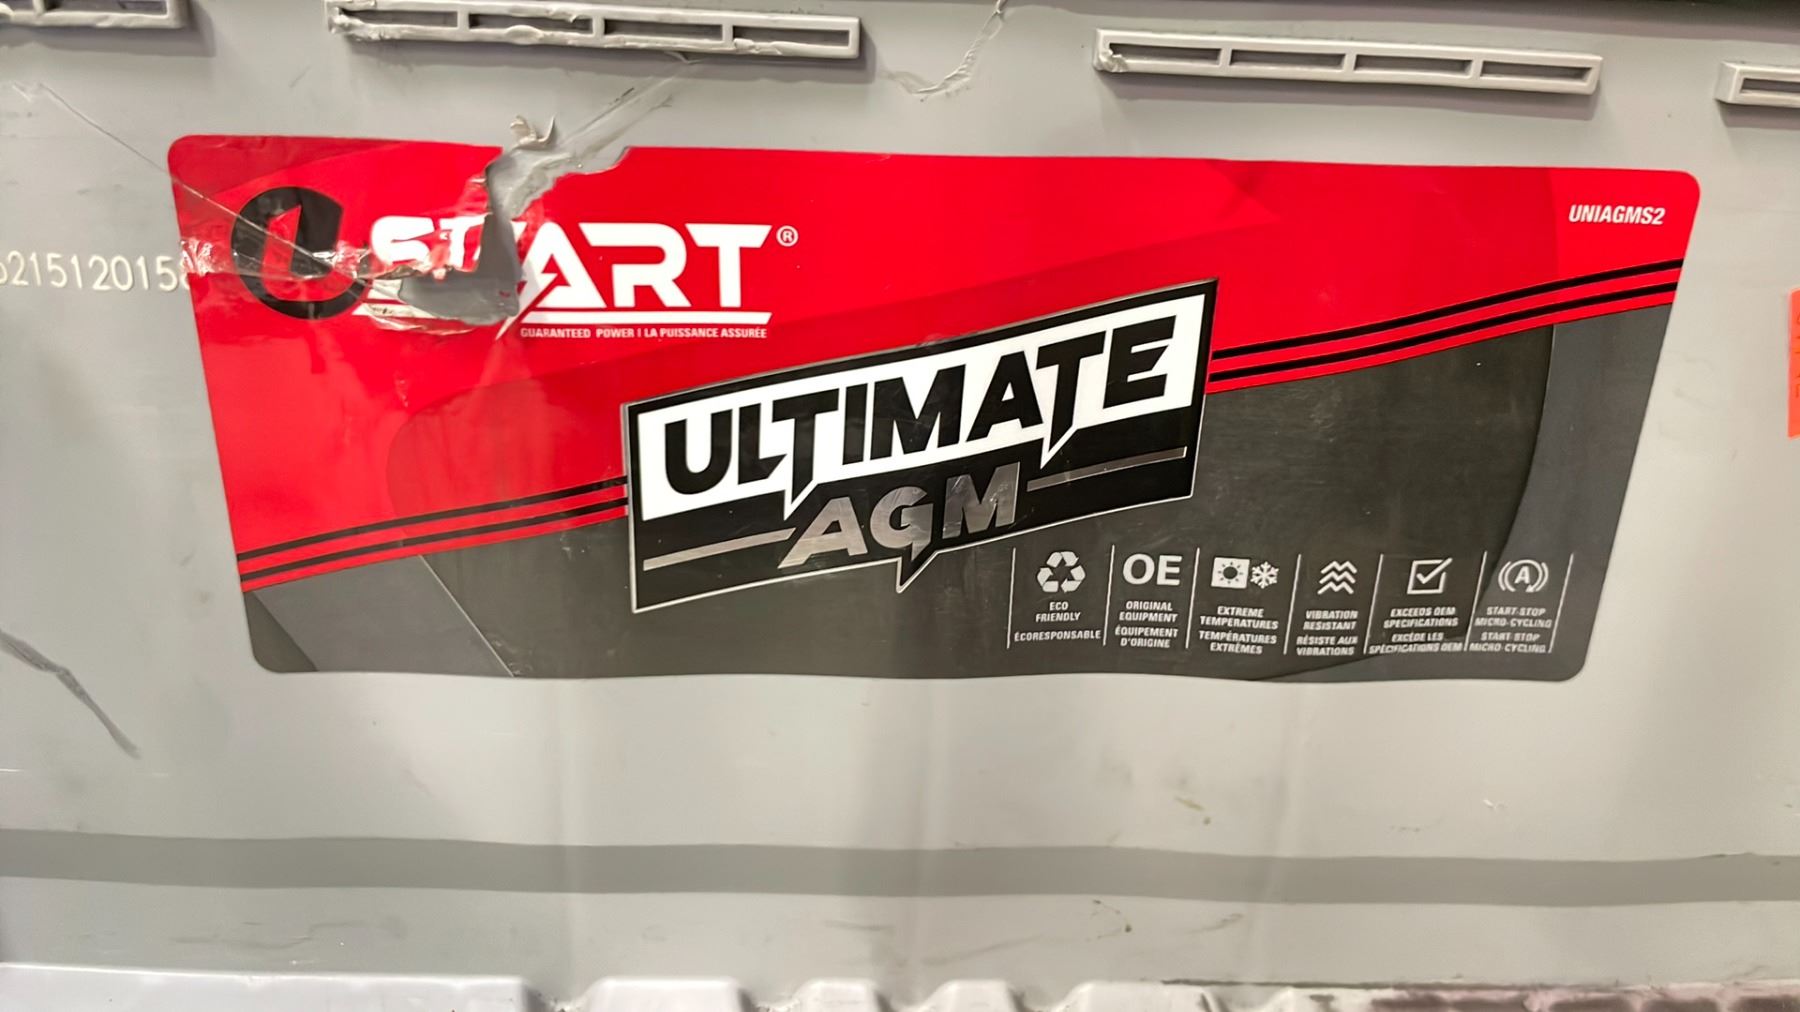 UNIAGMS2
START®
GUARANTEED POWER | LA PUISSANCE ASSURÉE
2151201
ULTIMATE
AGM
ECO
FRIENDLY
ÉCORESPONSABLE
OE
ORIGINAL
EQUIPMENT
ÉQUIPEMENT
D'ORIGINE
EXTREME
TEMPERATURES
TEMPÉRATURES
EXTRÊMES
VIBRATION
RESISTANT
RÉSISTE AUX
VIBRATIONS
EXCEEDS OEM
SPECIFICATIONS
EXCÈDE LES
SPÉCIFICATIONS OEM
A
START-STOP
MICRO-CYCLING
START-STOP
MICRO-CYCLING